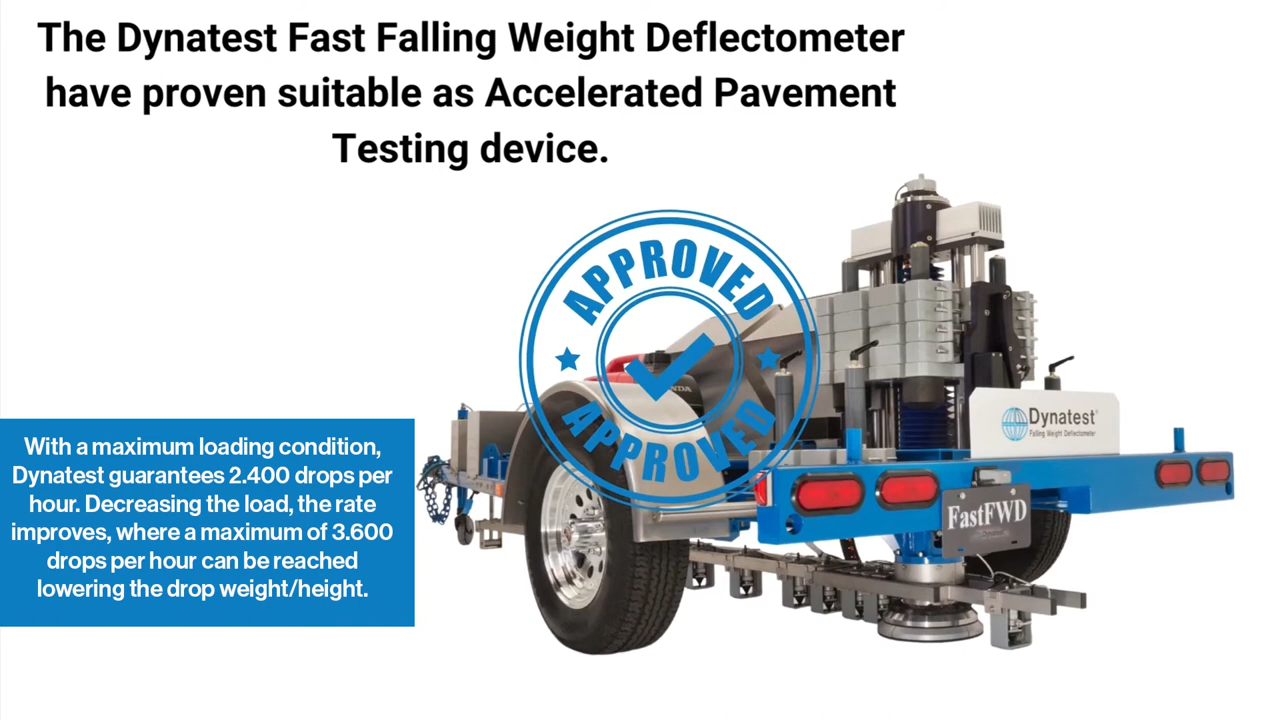 The Dynatest Fast Falling Weight Deflectometer
have proven suitable as Accelerated Pavement
Testing device.
APPROVED
APPROVED
NDA
Dynatest®
Falling Weight Deflectometer
FastFWD
With a maximum loading condition,
Dynatest guarantees 2.400 drops per
hour. Decreasing the load, the rate
improves, where a maximum of 3.600
drops per hour can be reached
lowering the drop weight/height.